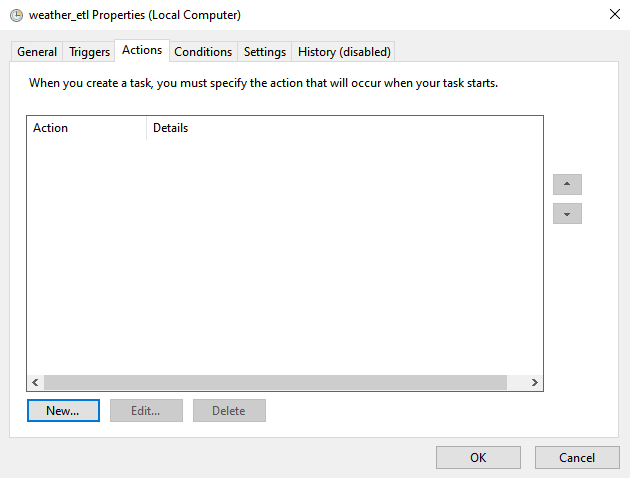 weather_etl Properties (Local Computer)
General Triggers Actions Conditions Settings History (disabled)
When you create a task, you must specify the action that will occur when your task starts.
Action Details
New... Edit... Delete
OK Cancel